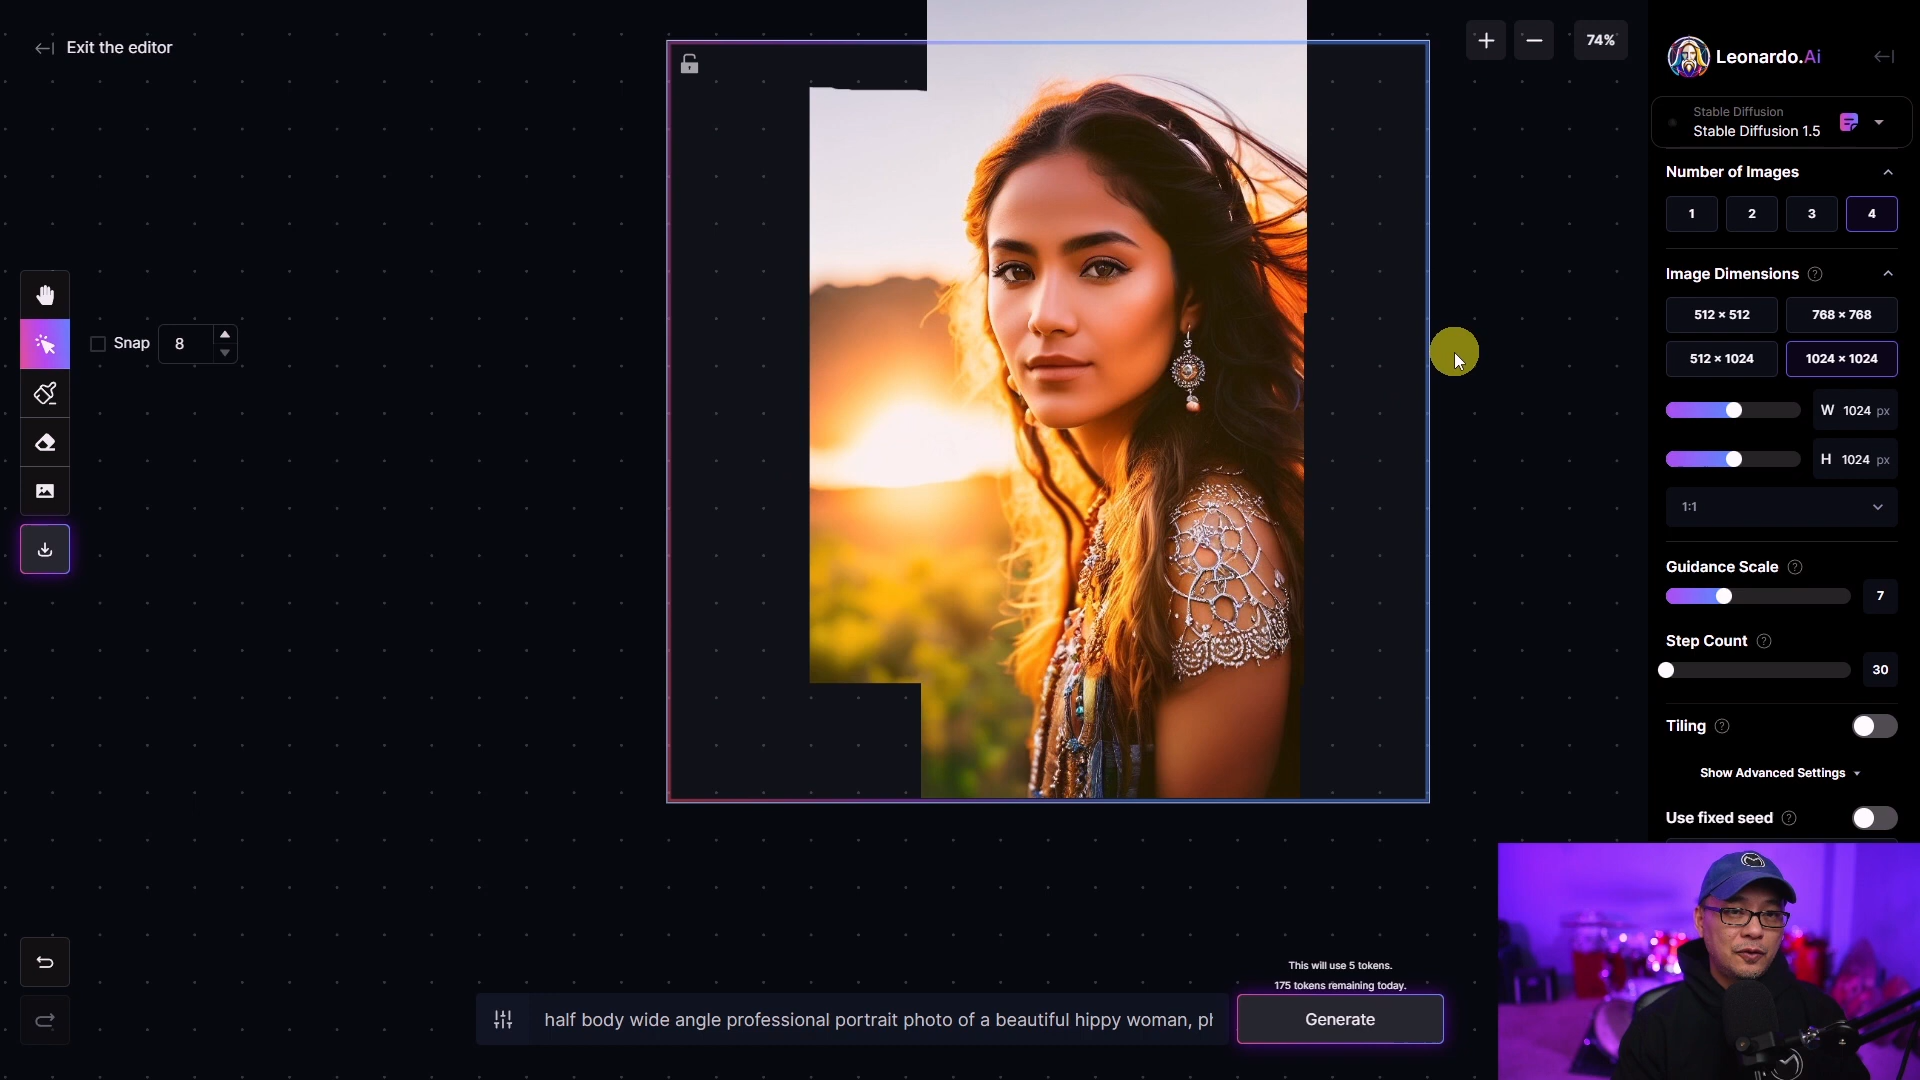 Exit the editor
74%
Leonardo.Ai
Stable Diffusion
Stable Diffusion 1.5
Number of Images
1 2 3 4
Image Dimensions ?
512 × 512 768 × 768
512 × 1024 1024 × 1024
W 1024 px
H 1024 px
1:1
Guidance Scale ?
7
Step Count ?
30
Tiling ?
Show Advanced Settings
Use fixed seed ?
Snap 8
This will use 5 tokens.
175 tokens remaining today.
half body wide angle professional portrait photo of a beautiful hippy woman, pl
Generate